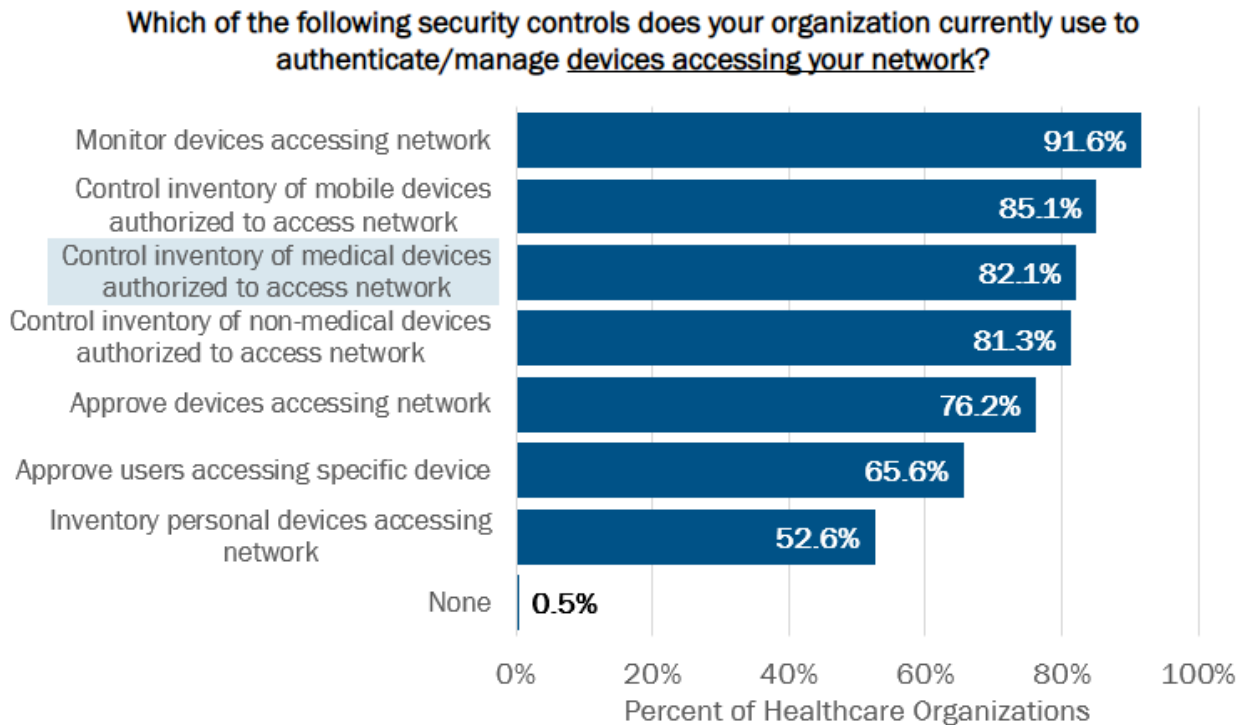 Which of the following security controls does your organization currently use to
authenticate/manage devices accessing your network?
Monitor devices accessing network
91.6%
Control inventory of mobile devices
authorized to access network
85.1%
Control inventory of medical devices
authorized to access network
82.1%
Control inventory of non-medical devices
authorized to access network
81.3%
Approve devices accessing network
76.2%
Approve users accessing specific device
65.6%
Inventory personal devices accessing
network
52.6%
None
0.5%
0% 20% 40% 60% 80% 100%
Percent of Healthcare Organizations